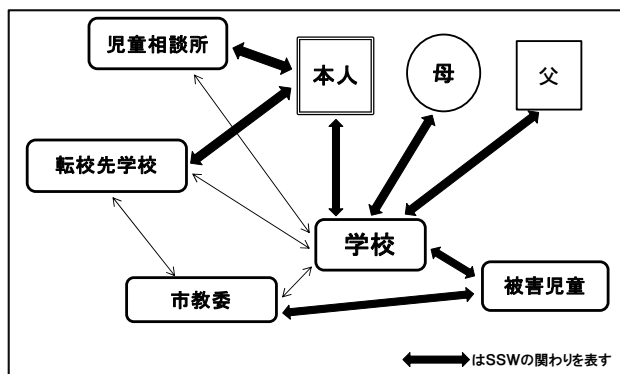 児童相談所
本人
母
父
転校先学校
学校
市教委
被害児童
はSSWの関わりを表す